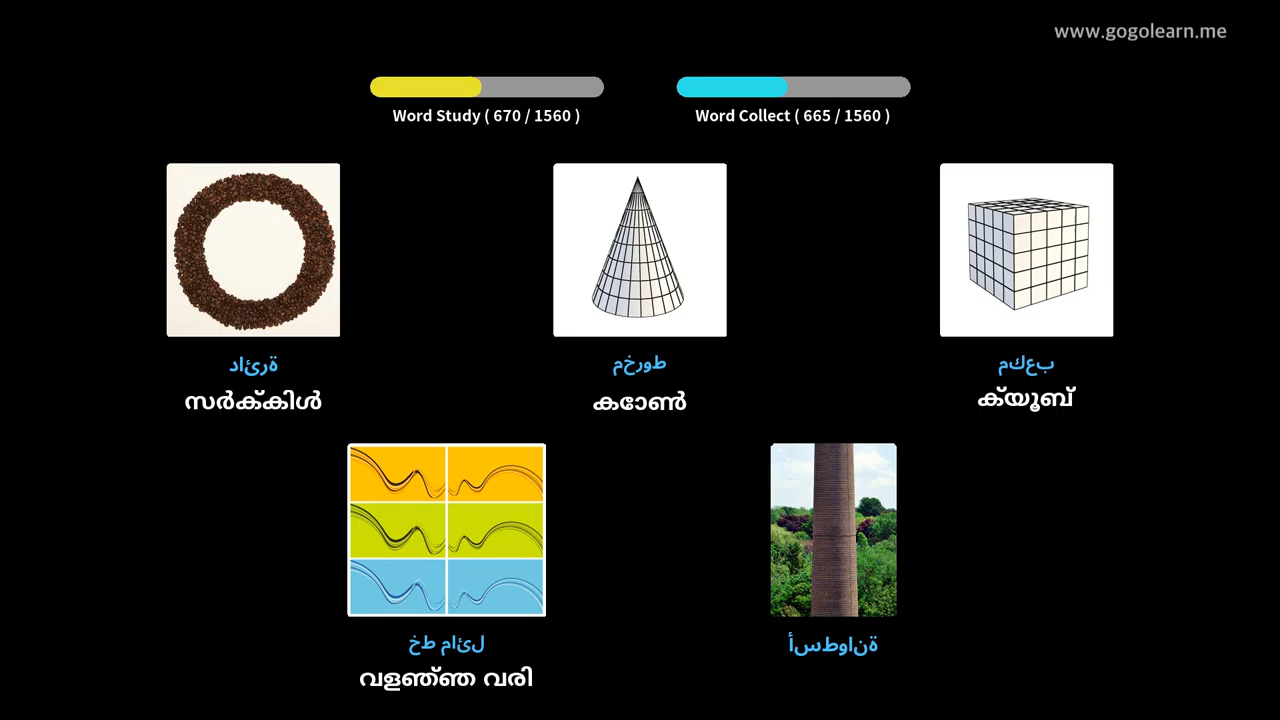 www.gogolearn.me
Word Study ( 670 / 1560 )
Word Collect ( 665 / 1560 )
دائرة
സർക്കിൾ
مخروط
കോൺ
مكعب
ക്യൂബ്
خط مائل
വളഞ്ഞ വരി
أسطوانة